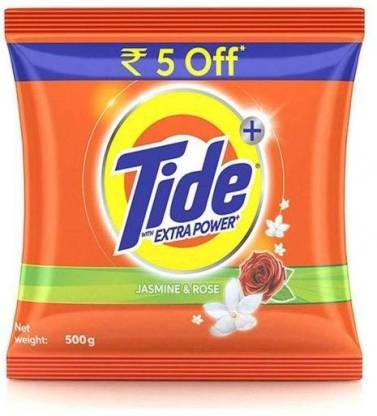 ₹ 5 Off*
+
Tide®
WITH EXTRA POWER+
JASMINE & ROSE
Net
weight: 500g